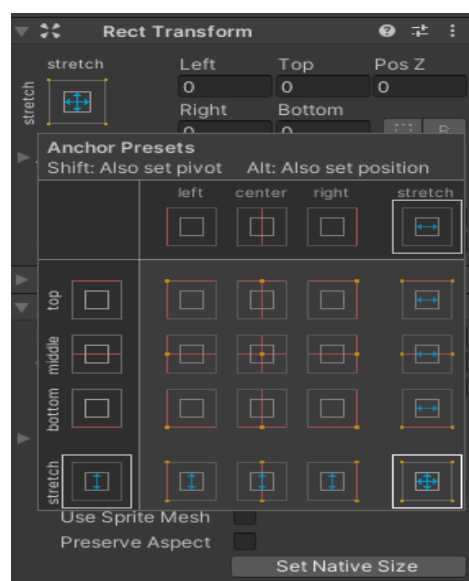 Rect Transform
stretch Left Top Pos Z
stretch 0 0 0
Right Bottom
0 0 R
Anchor Presets
Shift: Also set pivot Alt: Also set position
left center right stretch
top
middle
bottom
stretch
Use Sprite Mesh
Preserve Aspect
Set Native Size